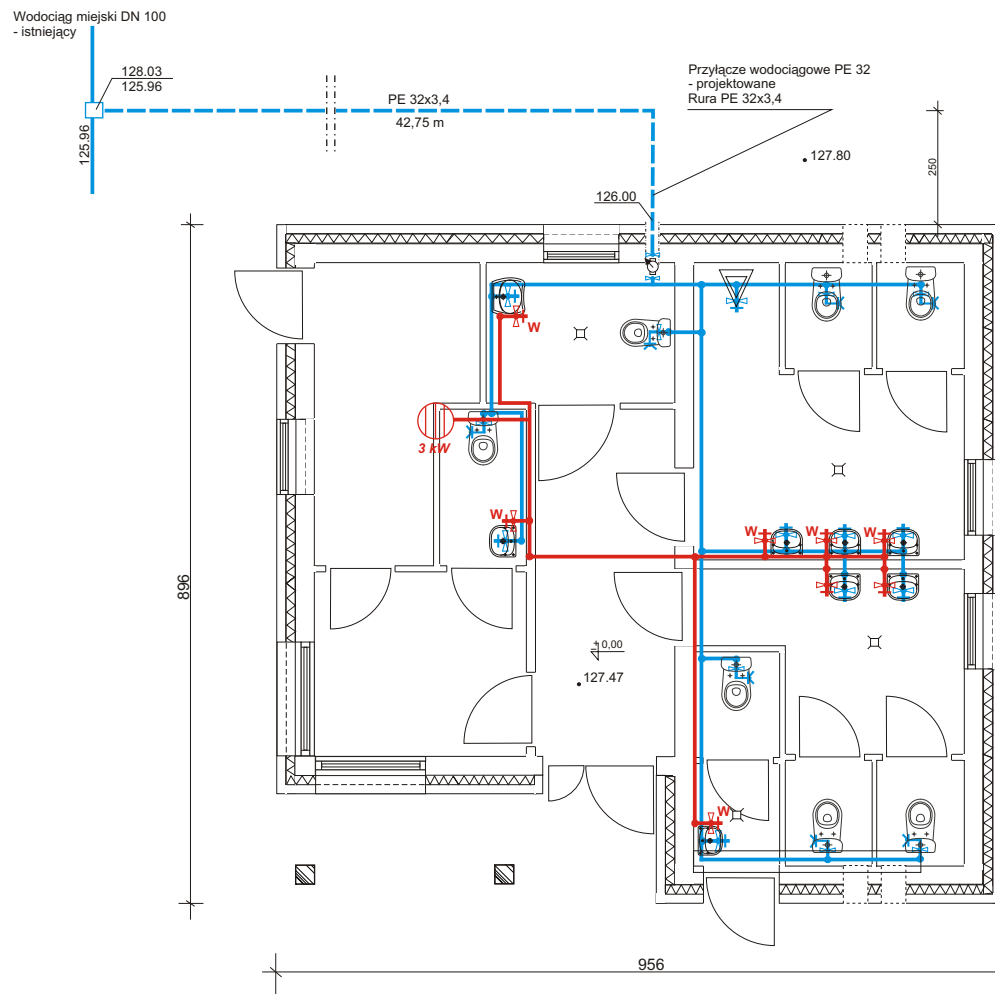 Wodociąg miejski DN 100
- istniejący
128.03
125.96
125.96
PE 32x3,4
42,75 m
Przyłącze wodociągowe PE 32
- projektowane
Rura PE 32x3,4
127.80
250
126.00
W
3 kW
W
W
W
W
896
± 0,00
127.47
W
956